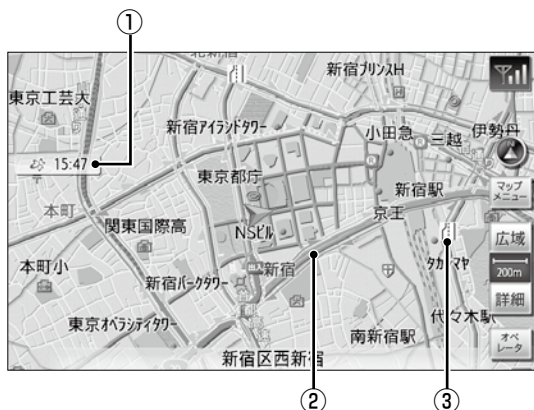 ①
新宿プリンスH
東京工芸大
新宿アイランドタワー
小田急
三越
伊勢丹
15:47
東京都庁
新宿駅
マップ
メニュー
本町
関東国際高
京王
NSビル
広域
本町小
出入
新宿
タカシマヤ
200m
新宿パークタワー
詳細
東京オペラシティタワー
南新宿駅
代々木駅
オペ
レータ
新宿区西新宿
②
③